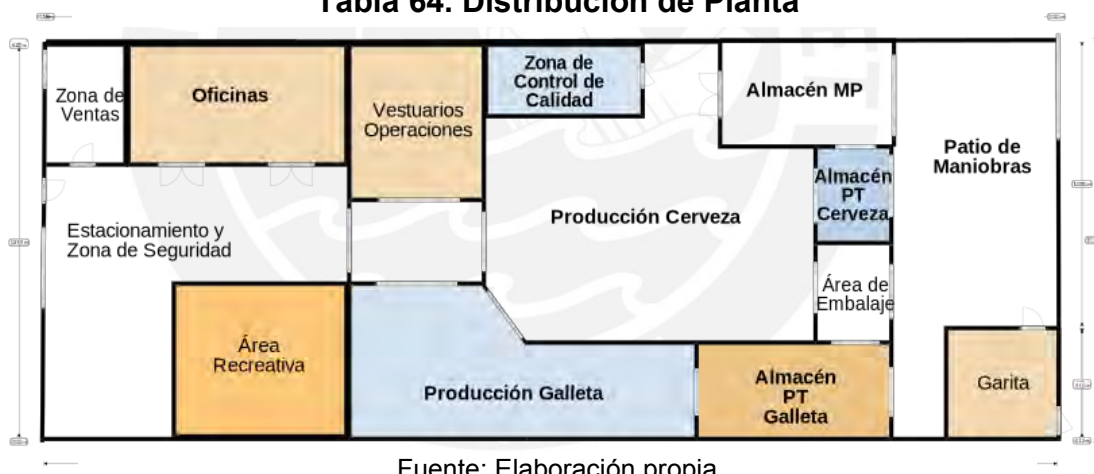 Tabla 64. Distribución de Planta
Zona de
Ventas
Oficinas
Vestuarios
Operaciones
Zona de
Control de
Calidad
Almacén MP
Patio de
Maniobras
Almacén
PT
Cerveza
Producción Cerveza
Estacionamiento y
Zona de Seguridad
Área de
Embalaje
Área
Recreativa
Producción Galleta
Almacén
PT
Galleta
Garita
Fuente: Elaboración propia